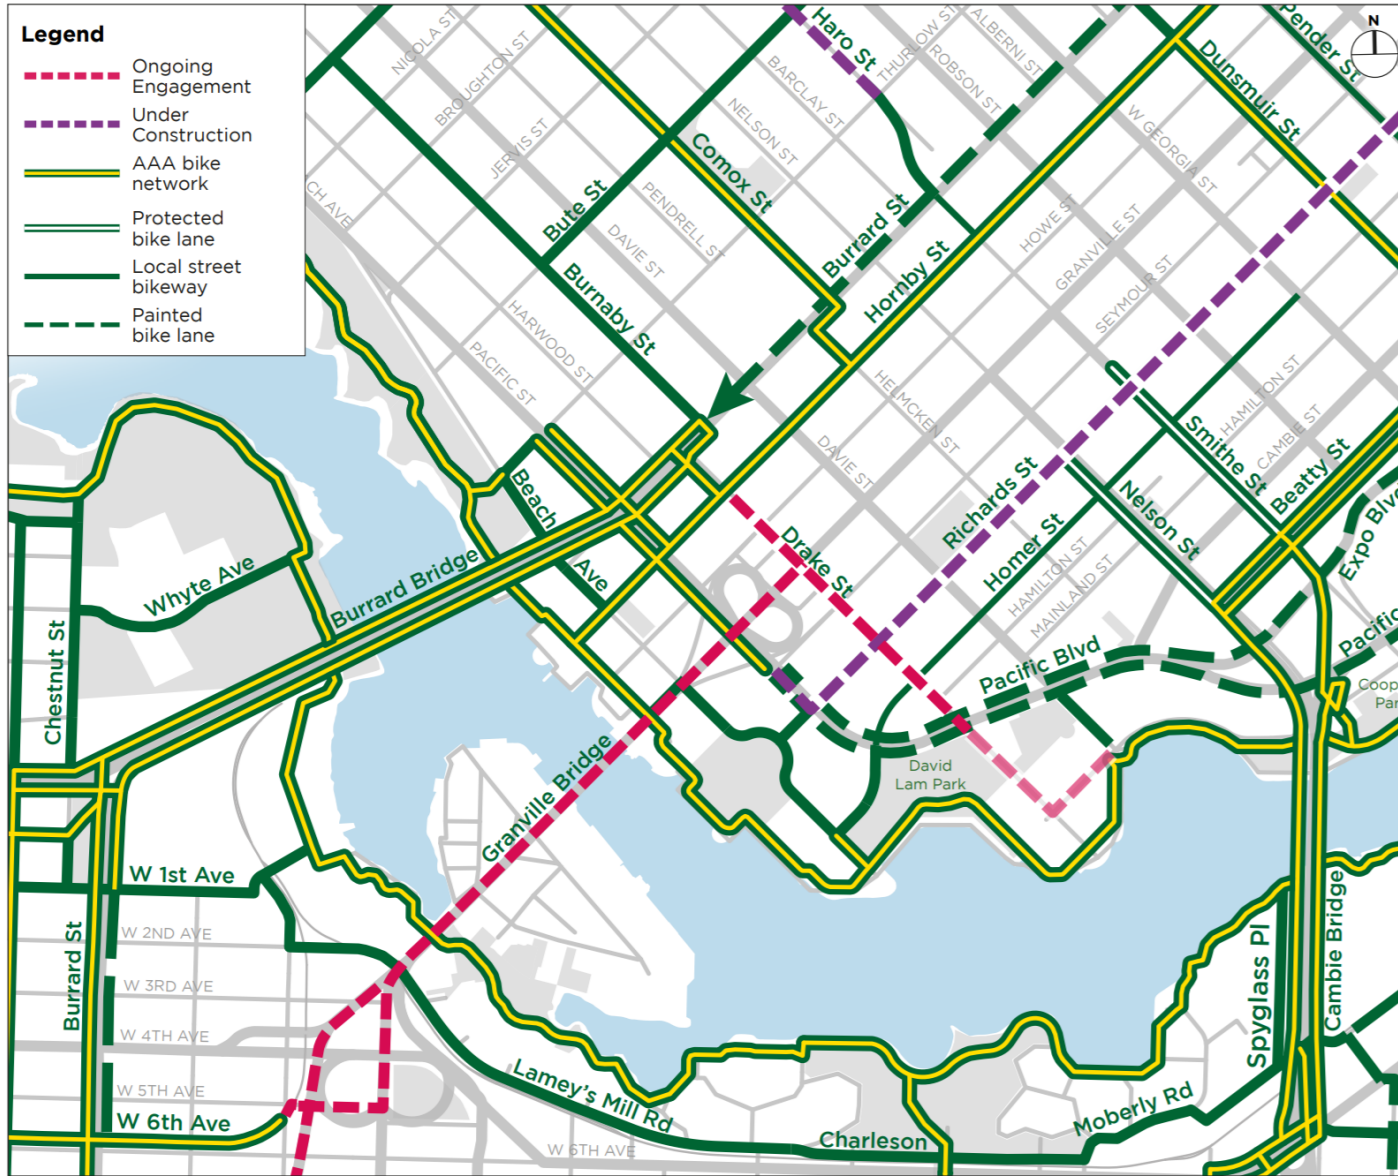 Legend
Ongoing
Engagement
Under
Construction
AAA bike
network
Protected
bike lane
Local street
bikeway
Painted
bike lane
N
NICOLA ST
BROUGHTON ST
JERVIS ST
Haro St
THURLOW ST
ALBERNI ST
ROBSON ST
BARCLAY ST
NELSON ST
Pender St
Dunsmuir St
W GEORGIA ST
Comox St
PENDRELL ST
Bute St
DAVIE ST
CH AVE
Burrard St
Hornby St
HOWE ST
GRANVILLE ST
SEYMOUR ST
Burnaby St
HARWOOD ST
PACIFIC ST
HELMCKEN ST
DAVIE ST
HAMILTON ST
CAMBIE ST
Smithe St
Beatty St
Expo Blvd
Beach
Ave
Richards St
Nelson St
Homer St
HAMILTON ST
MAINLAND ST
Drake St
Whyte Ave
Burrard Bridge
Chestnut St
Pacific Blvd
Pacific
Coop
Par
David
Lam Park
Granville Bridge
W 1st Ave
Burrard St
W 2ND AVE
W 3RD AVE
W 4TH AVE
W 5TH AVE
W 6th Ave
Lamey's Mill Rd
W 6TH AVE
Charleson
Moberly Rd
Spyglass Pl
Cambie Bridge